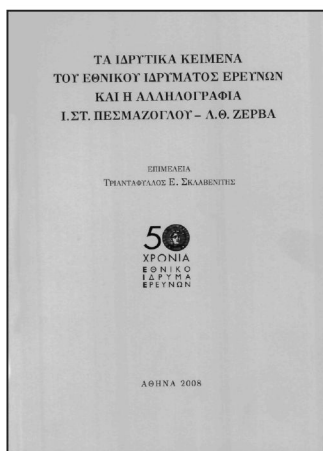 ΤΑ ΙΔΡΥΤΙΚΑ ΚΕΙΜΕΝΑ
ΤΟΥ ΕΘΝΙΚΟΥ ΙΔΡΥΜΑΤΟΣ ΕΡΕΥΝΩΝ
ΚΑΙ Η ΑΛΛΗΛΟΓΡΑΦΙΑ
Ι.ΣΤ. ΠΕΣΜΑΖΟΓΛΟΥ – Λ.Θ. ΖΕΡΒΑ
ΕΠΙΜΕΛΕΙΑ
ΤΡΙΑΝΤΑΦΥΛΛΟΣ Ε. ΣΚΛΑΒΕΝΙΤΗΣ
50
ΧΡΟΝΙΑ
ΕΘΝΙΚΟ
ΙΔΡΥΜΑ
ΕΡΕΥΝΩΝ
ΑΘΗΝΑ 2008